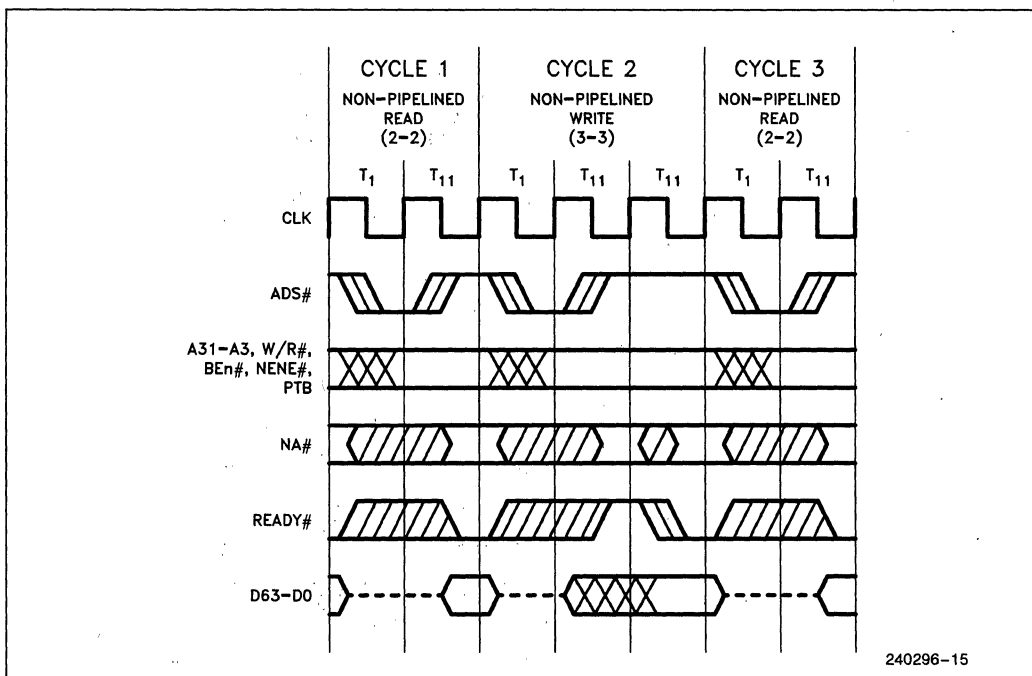 CYCLE 1 CYCLE 2 CYCLE 3
NON-PIPELINED NON-PIPELINED NON-PIPELINED
READ WRITE READ
(2-2) (3-3) (2-2)
T1 T11 T1 T11 T11 T1 T11
CLK
ADS#
A31-A3, W/R#,
BEn#, NENE#,
PTB
NA#
READY#
D63-D0
240296-15